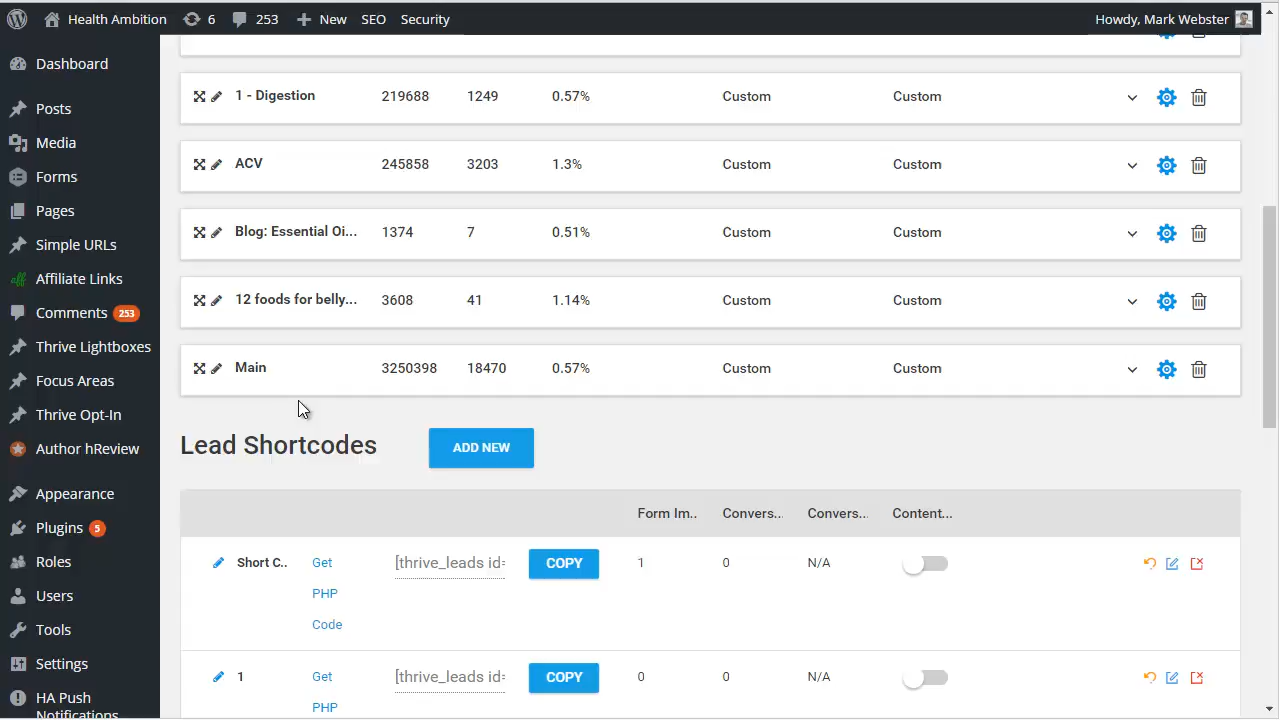 Health Ambition 6 253 New SEO Security Howdy, Mark Webster
Dashboard
Posts
Media
Forms
Pages
Simple URLs
Affiliate Links
Comments 253
Thrive Lightboxes
Focus Areas
Thrive Opt-In
Author hReview
Appearance
Plugins 5
Roles
Users
Tools
Settings
HA Push
Notifications
1 - Digestion 219688 1249 0.57% Custom Custom
ACV 245858 3203 1.3% Custom Custom
Blog: Essential Oi... 1374 7 0.51% Custom Custom
12 foods for belly... 3608 41 1.14% Custom Custom
Main 3250398 18470 0.57% Custom Custom
Lead Shortcodes ADD NEW
Form Im.. Convers.. Convers.. Content...
Short C.. Get [thrive_leads id= COPY 1 0 N/A
PHP
Code
1 Get [thrive_leads id= COPY 0 0 N/A
PHP